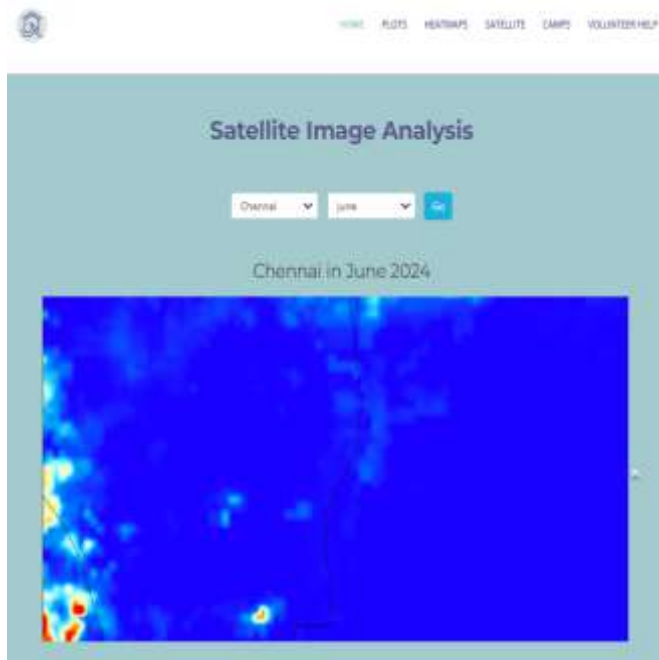 HOME PLOTS HEATMAPS SATELLITE CAMPS VOLUNTEER HELP
Satellite Image Analysis
Chennai June Go
Chennai in June 2024